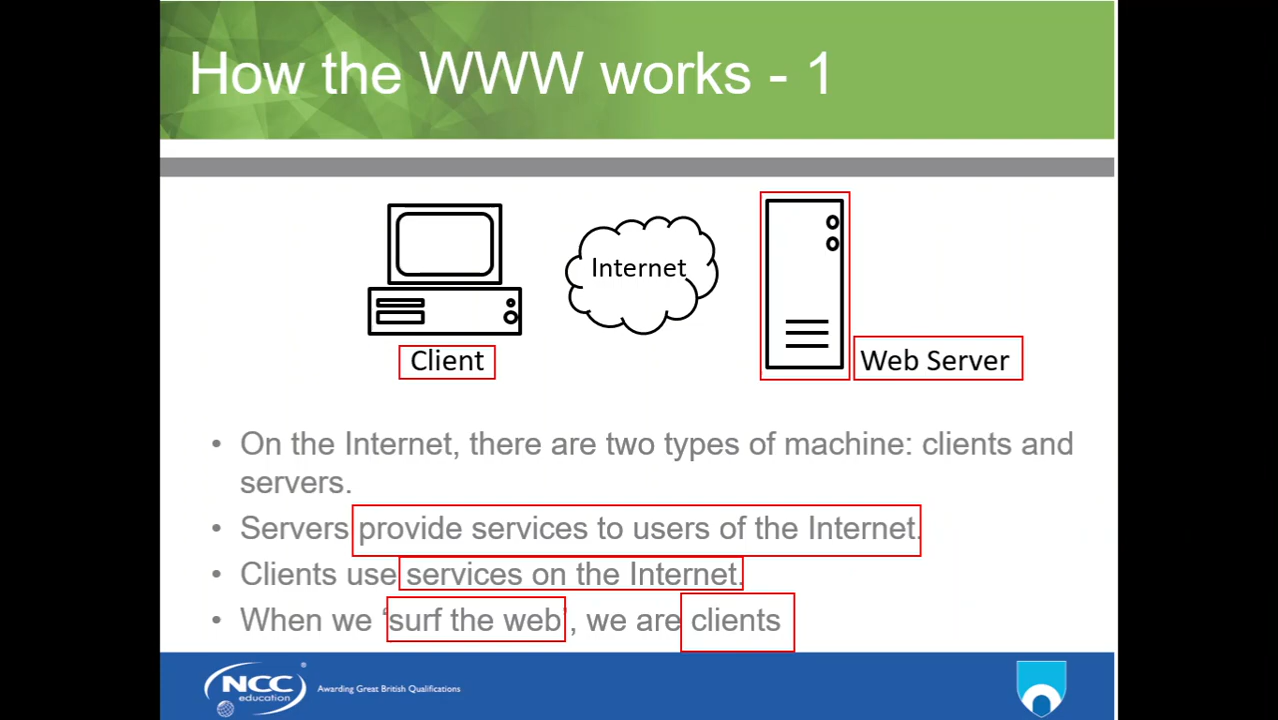 How the WWW works - 1
Internet
Client
Web Server
• On the Internet, there are two types of machine: clients and
servers.
• Servers provide services to users of the Internet.
• Clients use services on the Internet.
• When we ‘surf the web’, we are clients
NCC
education
®
Awarding Great British Qualifications